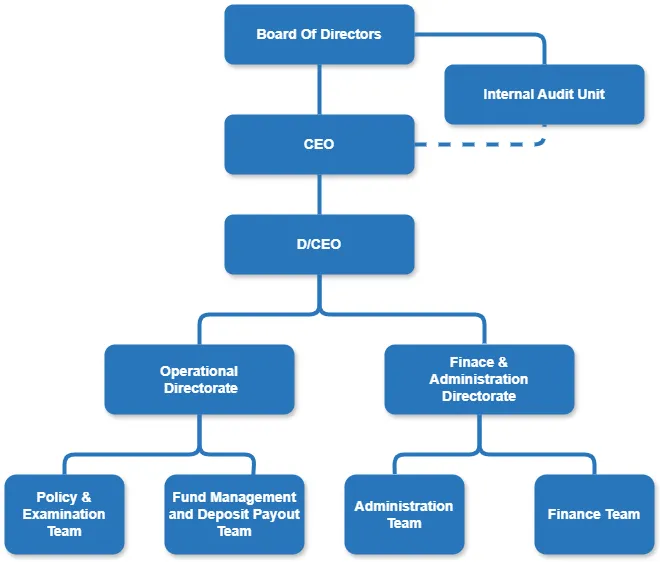 Board Of Directors
Internal Audit Unit
CEO
D/CEO
Operational
Directorate
Finace &
Administration
Directorate
Policy &
Examination
Team
Fund Management
and Deposit Payout
Team
Administration
Team
Finance Team